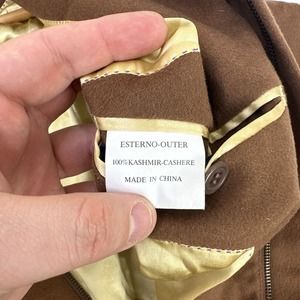 ESTERNO-OUTER
100%KASHMIR-CASHERE
MADE IN CHINA